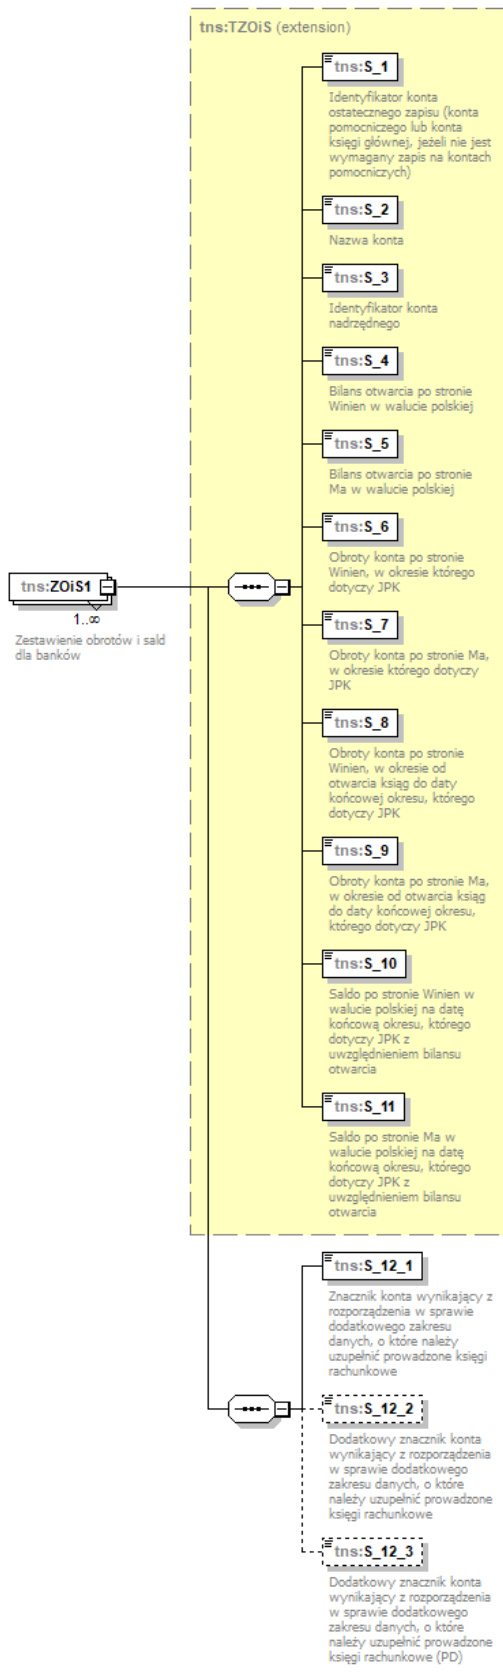 tns:TZOiS (extension)
tns:S_1
Identyfikator konta
ostatecznego zapisu (konta
pomocniczego lub konta
księgi głównej, jeżeli nie jest
wymagany zapis na kontach
pomocniczych)
tns:S_2
Nazwa konta
tns:S_3
Identyfikator konta
nadrzędnego
tns:S_4
Bilans otwarcia po stronie
Winien w walucie polskiej
tns:S_5
Bilans otwarcia po stronie
Ma w walucie polskiej
tns:S_6
Obroty konta po stronie
Winien, w okresie którego
dotyczy JPK
tns:ZOiS1
1..∞
Zestawienie obrotów i sald
dla banków
tns:S_7
Obroty konta po stronie Ma,
w okresie którego dotyczy
JPK
tns:S_8
Obroty konta po stronie
Winien, w okresie od
otwarcia ksiąg do daty
końcowej okresu, którego
dotyczy JPK
tns:S_9
Obroty konta po stronie Ma,
w okresie od otwarcia ksiąg
do daty końcowej okresu,
którego dotyczy JPK
tns:S_10
Saldo po stronie Winien w
walucie polskiej na datę
końcową okresu, którego
dotyczy JPK z
uwzględnieniem bilansu
otwarcia
tns:S_11
Saldo po stronie Ma w
walucie polskiej na datę
końcową okresu, którego
dotyczy JPK z
uwzględnieniem bilansu
otwarcia
tns:S_12_1
Znacznik konta wynikający z
rozporządzenia w sprawie
dodatkowego zakresu
danych, o które należy
uzupełnić prowadzone księgi
rachunkowe
tns:S_12_2
Dodatkowy znacznik konta
wynikający z rozporządzenia
w sprawie dodatkowego
zakresu danych, o które
należy uzupełnić prowadzone
księgi rachunkowe
tns:S_12_3
Dodatkowy znacznik konta
wynikający z rozporządzenia
w sprawie dodatkowego
zakresu danych, o które
należy uzupełnić prowadzone
księgi rachunkowe (PD)